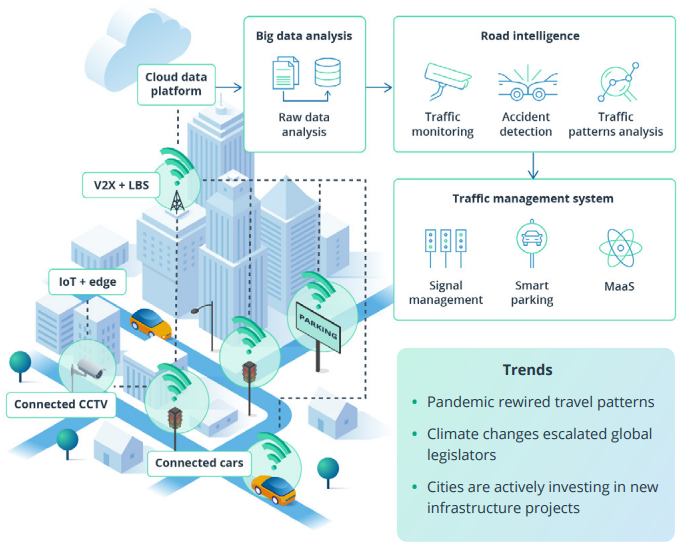 Cloud data
platform
Big data analysis
Raw data
analysis
Road intelligence
Traffic
monitoring
Accident
detection
Traffic
patterns analysis
V2X + LBS
Traffic management system
Signal
management
Smart
parking
MaaS
IoT + edge
PARKING
Connected CCTV
Connected cars
Trends
• Pandemic rewired travel patterns
• Climate changes escalated global
legislators
• Cities are actively investing in new
infrastructure projects